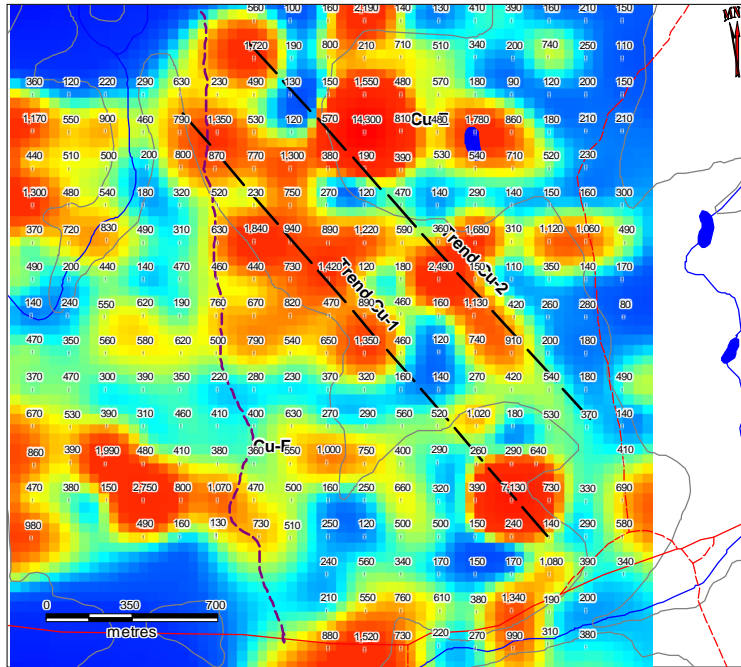 560 100 160 2,190 140 110 410 390 210 110
MN
1,720 190 190 210 710 130 510 200 740 200 150
360 120 220 290 630 490 130 150 1,550 480 570 180 90 410 200 150
1,170 550 900 460 790 1,350 530 120 570 14,300 810 Cu- 480 1,780 860 180 210 210
440 510 500 200 800 870 770 1,300 380 190 390 530 540 710 520 230
1,300 530 340 180 320 520 230 750 270 120 470 140 290 140 150 160 300
370 720 830 490 310 630 1,840 940 380 1,220 590 360 1,680 310 1,120 1,060 490
490 200 440 290 400 460 440 730 1,420 120 160 180 2,490 400 350 140 170
Trend Cu-1
Trend Cu-2
140 240 550 620 190 760 670 820 470 890 460 160 1,130 420 260 280 80
470 350 560 580 620 500 790 540 650 1,350 460 120 740 910 200 180
370 300 390 350 220 280 230 370 320 160 140 270 420 540 180 490
670 530 390 310 410 410 400 630 270 290 560 520 1,020 180 530 370 140
860 430 1,990 480 410 380 360 Cu-F 530 1,000 750 400 290 260 290 640 410
470 380 150 2,750 800 1,070 470 500 160 250 600 320 390 7,130 730 330 690
980 490 160 130 730 510 250 120 500 340 150 240 140 290 580
240 560 340 170 150 170 1,080 390 340
210 550 760 610 460 1,340 190 200
880 1,520 730 220 270 990 310 380
0 350 700
metres